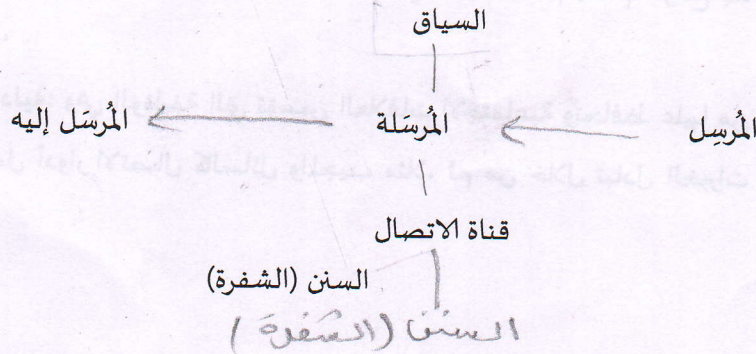 السياق
المُرسِل المُرسَلة المُرسَل إليه
قناة الاتصال
السنن (الشفرة)
السنن (الشفرة)